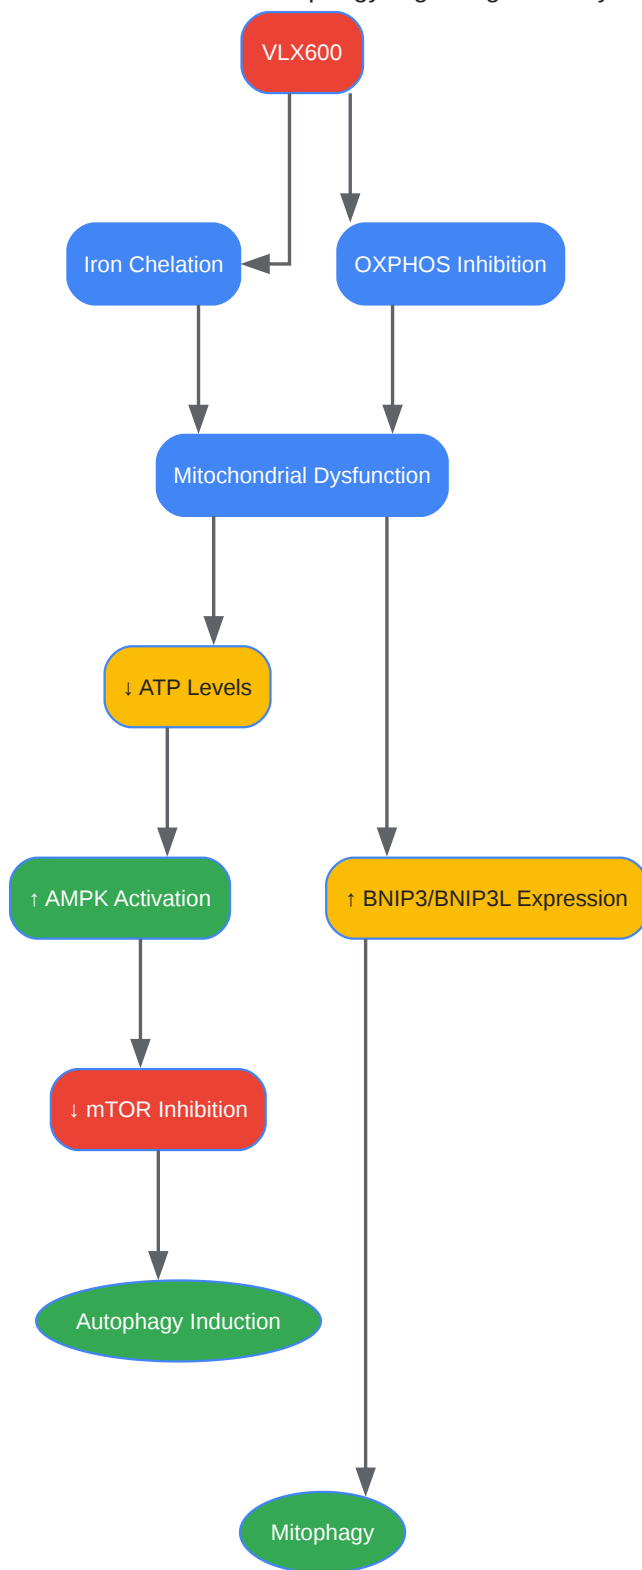 VLX600
Iron Chelation
OXPHOS Inhibition
Mitochondrial Dysfunction
↓ ATP Levels
↑ AMPK Activation
↑ BNIP3/BNIP3L Expression
↓ mTOR Inhibition
Autophagy Induction
Mitophagy